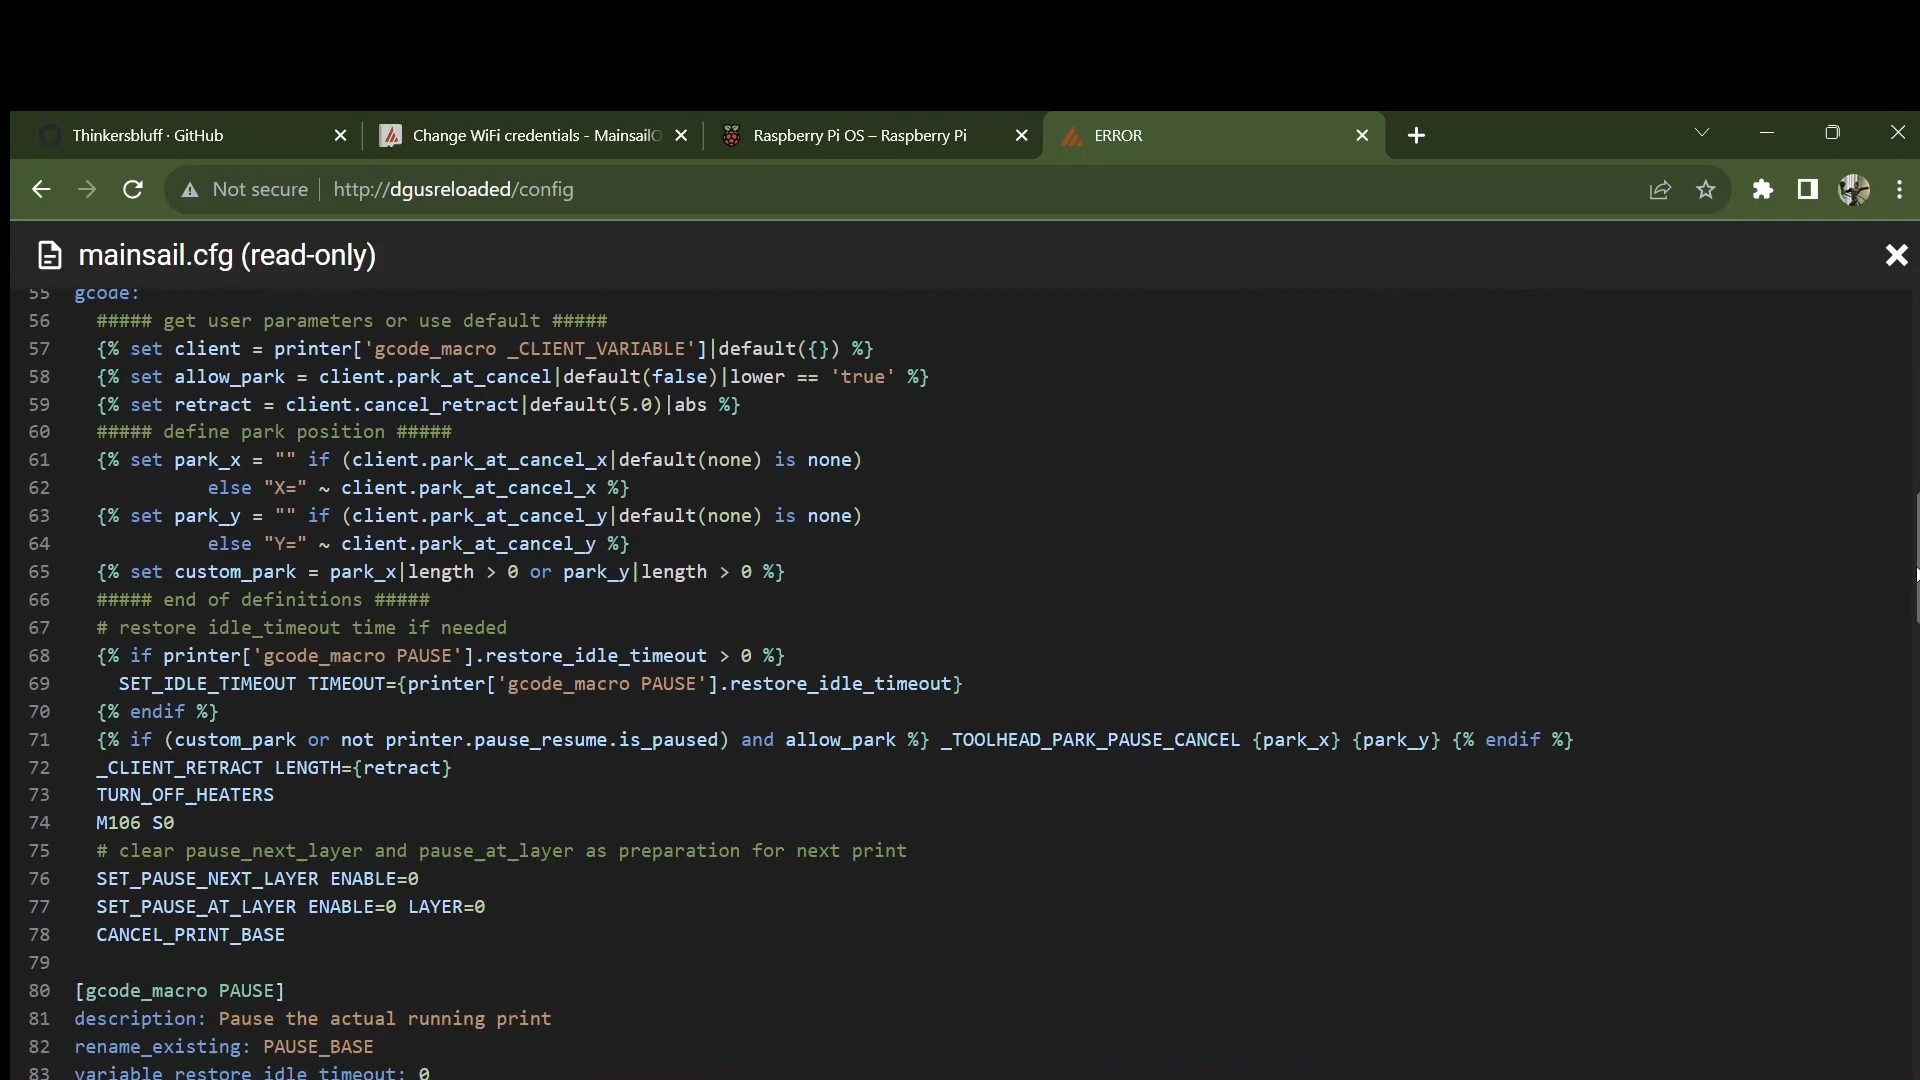 Thinkersbluff · GitHub
Change WiFi credentials - MainsailO
Raspberry Pi OS – Raspberry Pi
ERROR
Not secure
http://dgusreloaded/config
mainsail.cfg (read-only)
55 gcode:
56 ##### get user parameters or use default #####
57 {% set client = printer['gcode_macro _CLIENT_VARIABLE']|default({}) %}
58 {% set allow_park = client.park_at_cancel|default(false)|lower == 'true' %}
59 {% set retract = client.cancel_retract|default(5.0)|abs %}
60 ##### define park position #####
61 {% set park_x = "" if (client.park_at_cancel_x|default(none) is none)
62 else "X=" ~ client.park_at_cancel_x %}
63 {% set park_y = "" if (client.park_at_cancel_y|default(none) is none)
64 else "Y=" ~ client.park_at_cancel_y %}
65 {% set custom_park = park_x|length > 0 or park_y|length > 0 %}
66 ##### end of definitions #####
67 # restore idle_timeout time if needed
68 {% if printer['gcode_macro PAUSE'].restore_idle_timeout > 0 %}
69 SET_IDLE_TIMEOUT TIMEOUT={printer['gcode_macro PAUSE'].restore_idle_timeout}
70 {% endif %}
71 {% if (custom_park or not printer.pause_resume.is_paused) and allow_park %} _TOOLHEAD_PARK_PAUSE_CANCEL {park_x} {park_y} {% endif %}
72 _CLIENT_RETRACT LENGTH={retract}
73 TURN_OFF_HEATERS
74 M106 S0
75 # clear pause_next_layer and pause_at_layer as preparation for next print
76 SET_PAUSE_NEXT_LAYER ENABLE=0
77 SET_PAUSE_AT_LAYER ENABLE=0 LAYER=0
78 CANCEL_PRINT_BASE
79
80 [gcode_macro PAUSE]
81 description: Pause the actual running print
82 rename_existing: PAUSE_BASE
83 variable_restore_idle_timeout: 0